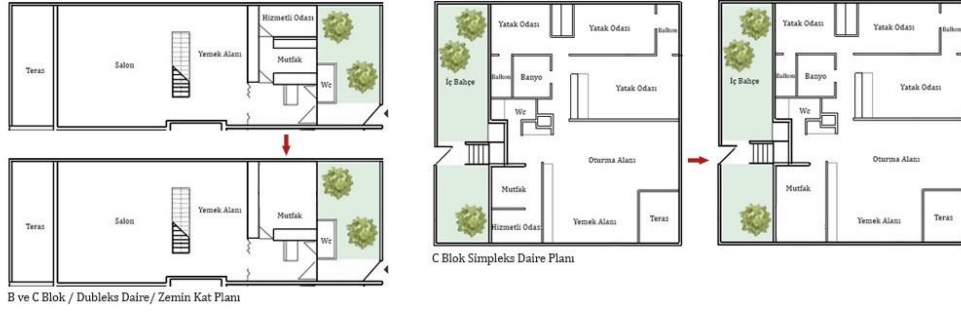 Hizmetli Odası
Teras
Salon
Yemek Alanı
Mutfak
Wc
Teras
Salon
Yemek Alanı
Mutfak
Wc
B ve C Blok / Dubleks Daire/ Zemin Kat Planı
Yatak Odası
Yatak Odası
Balkon
İç Bahçe
Balkon
Banyo
Yatak Odası
Wc
Oturma Alanı
Mutfak
Hizmetli Odası
Yemek Alanı
Teras
C Blok Simpleks Daire Planı
Yatak Odası
Yatak Odası
Balkon
İç Bahçe
Balkon
Banyo
Yatak Odası
Wc
Oturma Alanı
Mutfak
Yemek Alanı
Teras